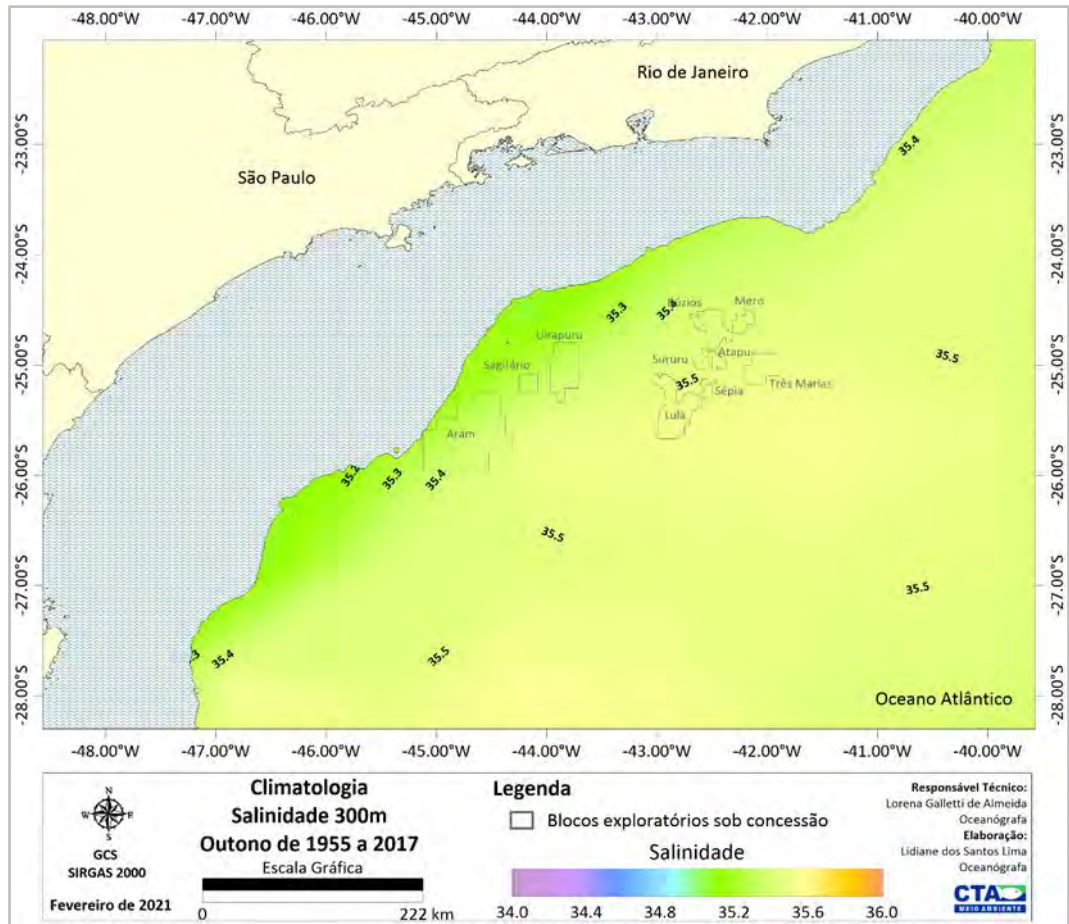 -48.00°W -47.00°W -46.00°W -45.00°W -44.00°W -43.00°W -42.00°W -41.00°W -40.00°W
Rio de Janeiro
São Paulo
-23.00°S
-23.00°S
35.4
-24.00°S
-24.00°S
35.3
35.4
Búzios
Mero
Uirapuru
Sagitário
Sururu
Atapu
35.5
-25.00°S
-25.00°S
35.5
Sépia
Três Marias
Lula
Aram
35.2
35.3
35.4
-26.00°S
-26.00°S
35.5
-27.00°S
-27.00°S
35.5
.3
35.4
35.5
-28.00°S
-28.00°S
Oceano Atlântico
-48.00°W -47.00°W -46.00°W -45.00°W -44.00°W -43.00°W -42.00°W -41.00°W -40.00°W
N
W E
S
GCS
SIRGAS 2000
Fevereiro de 2021
Climatologia
Salinidade 300m
Outono de 1955 a 2017
Escala Gráfica
0 222 km
Legenda
Blocos exploratórios sob concessão
Salinidade
34.0 34.4 34.8 35.2 35.6 36.0
Responsável Técnico:
Lorena Galletti de Almeida
Oceanógrafa
Elaboração:
Lidiane dos Santos Lima
Oceanógrafa
CTA
MEIO AMBIENTE